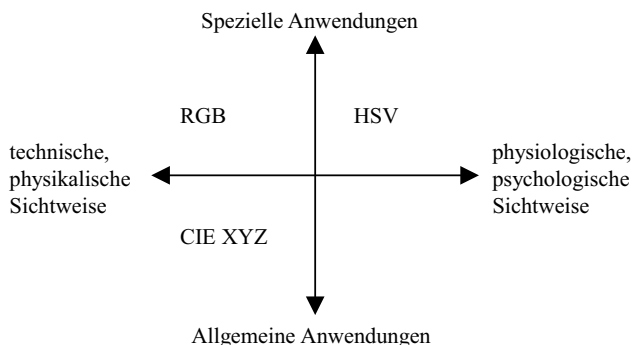 Spezielle Anwendungen
RGB
HSV
technische,
physikalische
Sichtweise
physiologische,
psychologische
Sichtweise
CIE XYZ
Allgemeine Anwendungen